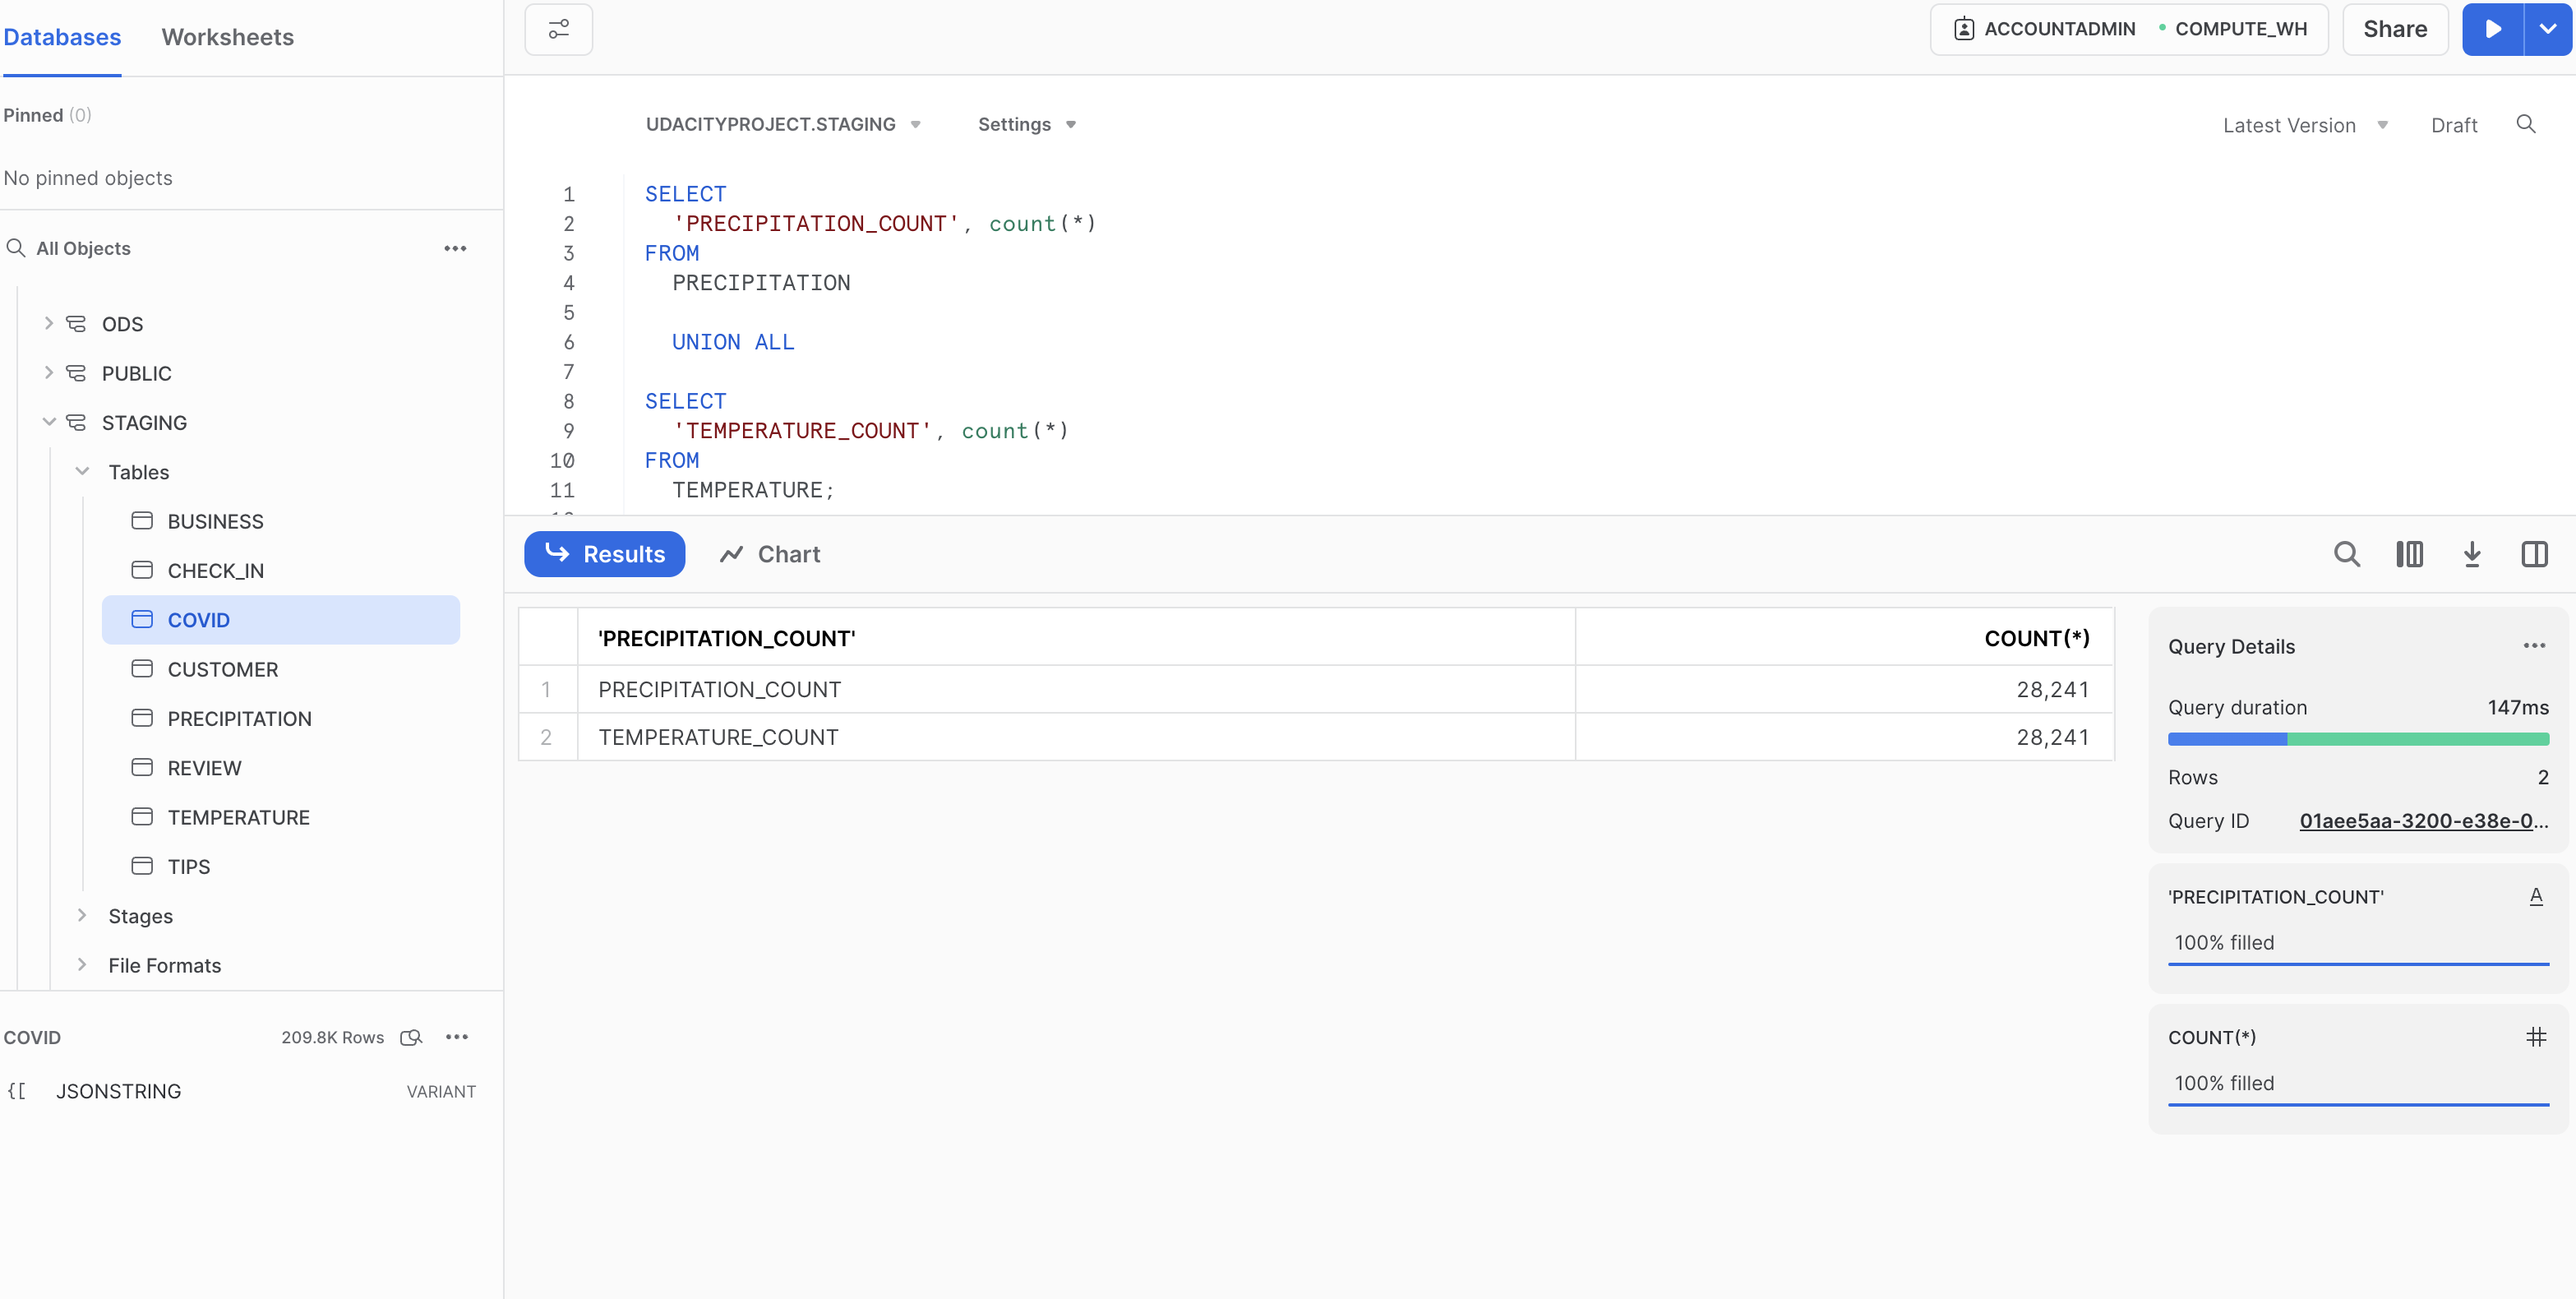 Databases Worksheets
Pinned (0)
No pinned objects
All Objects
ODS
PUBLIC
STAGING
Tables
BUSINESS
CHECK_IN
COVID
CUSTOMER
PRECIPITATION
REVIEW
TEMPERATURE
TIPS
Stages
File Formats
COVID 209.8K Rows
JSONSTRING VARIANT
ACCOUNTADMIN COMPUTE_WH Share
UDACITYPROJECT.STAGING Settings Latest Version Draft
1 SELECT
2 'PRECIPITATION_COUNT', count(*)
3 FROM
4 PRECIPITATION
5
6 UNION ALL
7
8 SELECT
9 'TEMPERATURE_COUNT', count(*)
10 FROM
11 TEMPERATURE;
Results Chart
'PRECIPITATION_COUNT' COUNT(*)
1 PRECIPITATION_COUNT 28,241
2 TEMPERATURE_COUNT 28,241
Query Details
Query duration 147ms
Rows 2
Query ID 01aee5aa-3200-e38e-0...
'PRECIPITATION_COUNT' A
100% filled
COUNT(*) #
100% filled